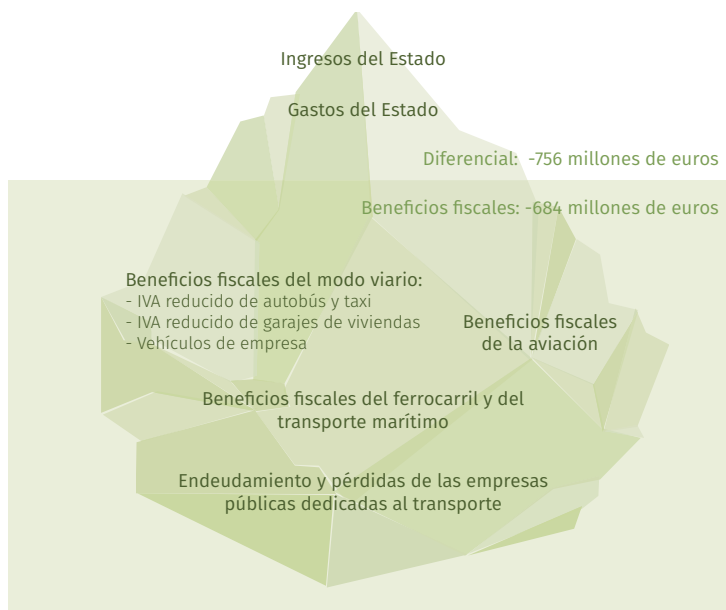 Ingresos del Estado
Gastos del Estado
Diferencial: -756 millones de euros
Beneficios fiscales: -684 millones de euros
Beneficios fiscales del modo viario:
- IVA reducido de autobús y taxi
- IVA reducido de garajes de viviendas
- Vehículos de empresa
Beneficios fiscales
de la aviación
Beneficios fiscales del ferrocarril y del
transporte marítimo
Endeudamiento y pérdidas de las empresas
públicas dedicadas al transporte